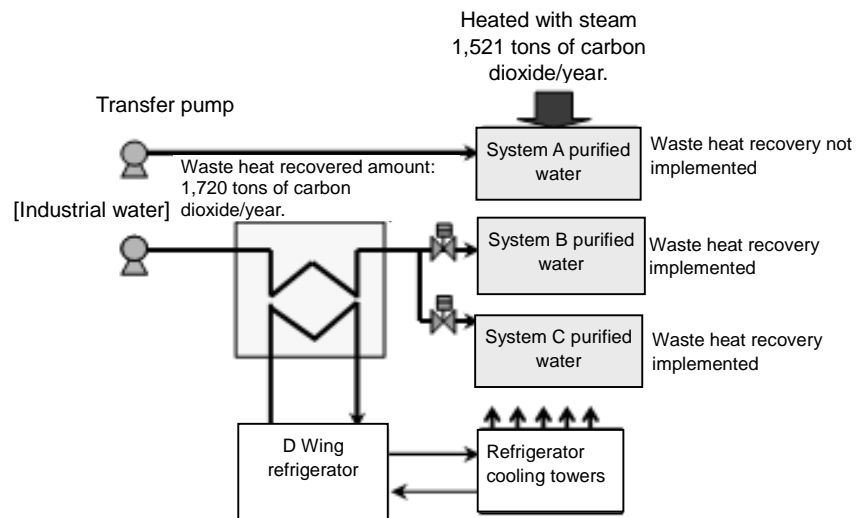 Heated with steam
1,521 tons of carbon
dioxide/year.
Transfer pump
System A purified
water
Waste heat recovery not
implemented
Waste heat recovered amount:
1,720 tons of carbon
dioxide/year.
[Industrial water]
System B purified
water
Waste heat recovery
implemented
System C purified
water
Waste heat recovery
implemented
D Wing
refrigerator
Refrigerator
cooling towers